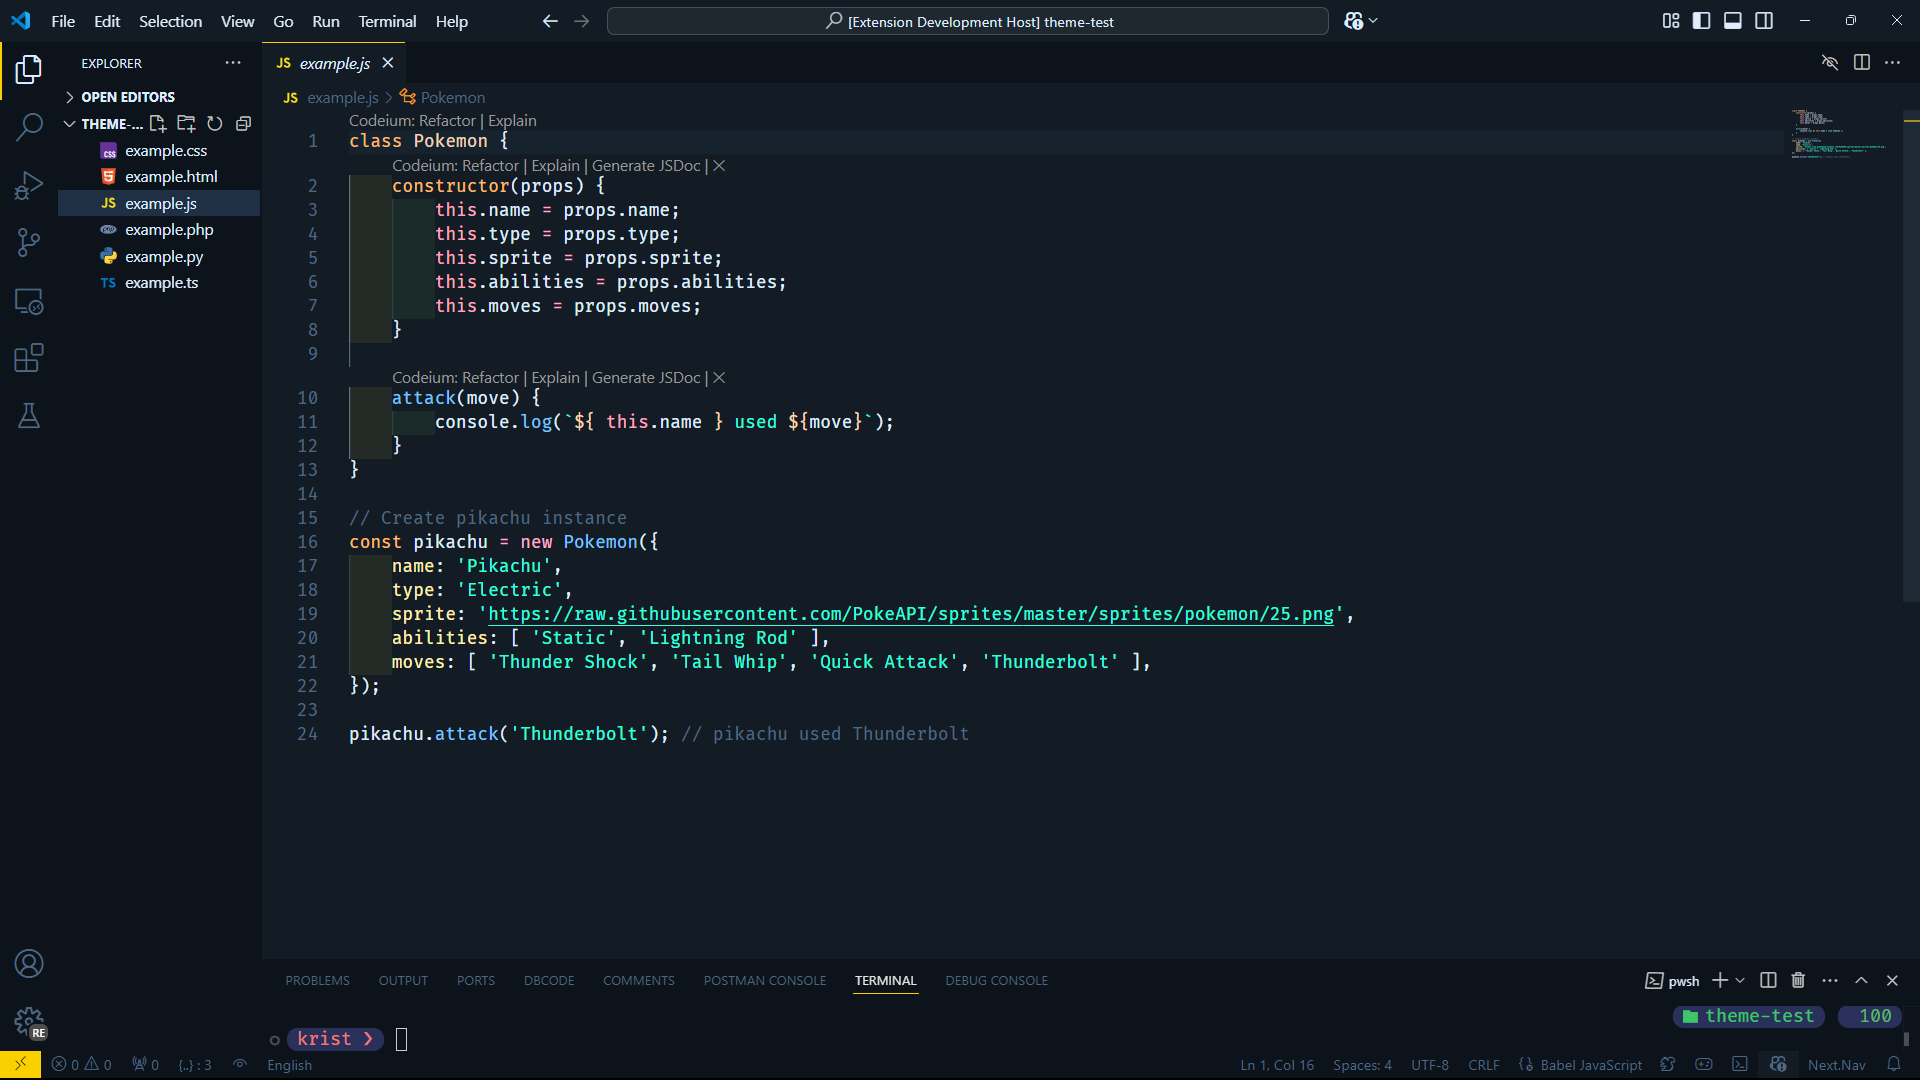 File Edit Selection View Go Run Terminal Help
[Extension Development Host] theme-test
EXPLORER
OPEN EDITORS
THEME-...
example.css
example.html
JS example.js
example.php
example.py
TS example.ts
JS example.js
JS example.js > Pokemon
Codeium: Refactor | Explain
1 class Pokemon {
Codeium: Refactor | Explain | Generate JSDoc | ×
2 constructor(props) {
3 this.name = props.name;
4 this.type = props.type;
5 this.sprite = props.sprite;
6 this.abilities = props.abilities;
7 this.moves = props.moves;
8 }
9
Codeium: Refactor | Explain | Generate JSDoc | ×
10 attack(move) {
11 console.log(`${ this.name } used ${move}`);
12 }
13 }
14
15 // Create pikachu instance
16 const pikachu = new Pokemon({
17 name: 'Pikachu',
18 type: 'Electric',
19 sprite: 'https://raw.githubusercontent.com/PokeAPI/sprites/master/sprites/pokemon/25.png',
20 abilities: [ 'Static', 'Lightning Rod' ],
21 moves: [ 'Thunder Shock', 'Tail Whip', 'Quick Attack', 'Thunderbolt' ],
22 });
23
24 pikachu.attack('Thunderbolt'); // pikachu used Thunderbolt
PROBLEMS OUTPUT PORTS DBCODE COMMENTS POSTMAN CONSOLE TERMINAL DEBUG CONSOLE
pwsh
theme-test 100
krist ❯
RE
0 0 0 {..} : 3 English
Ln 1, Col 16 Spaces: 4 UTF-8 CRLF Babel JavaScript Next.Nav